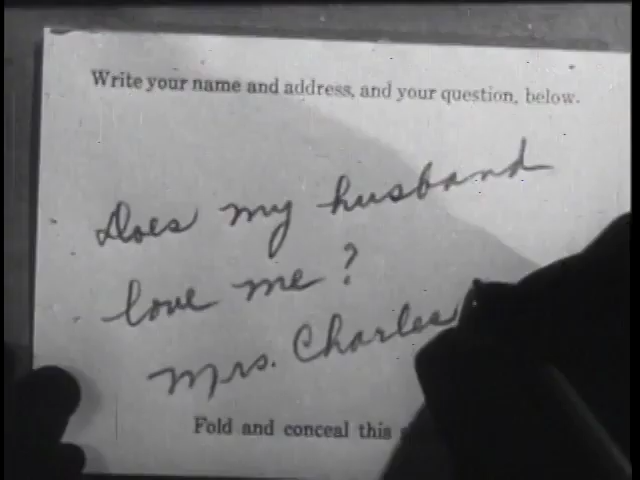 Write your name and address, and your question, below.
Does my husband
love me?
Mrs. Charles
Fold and conceal this